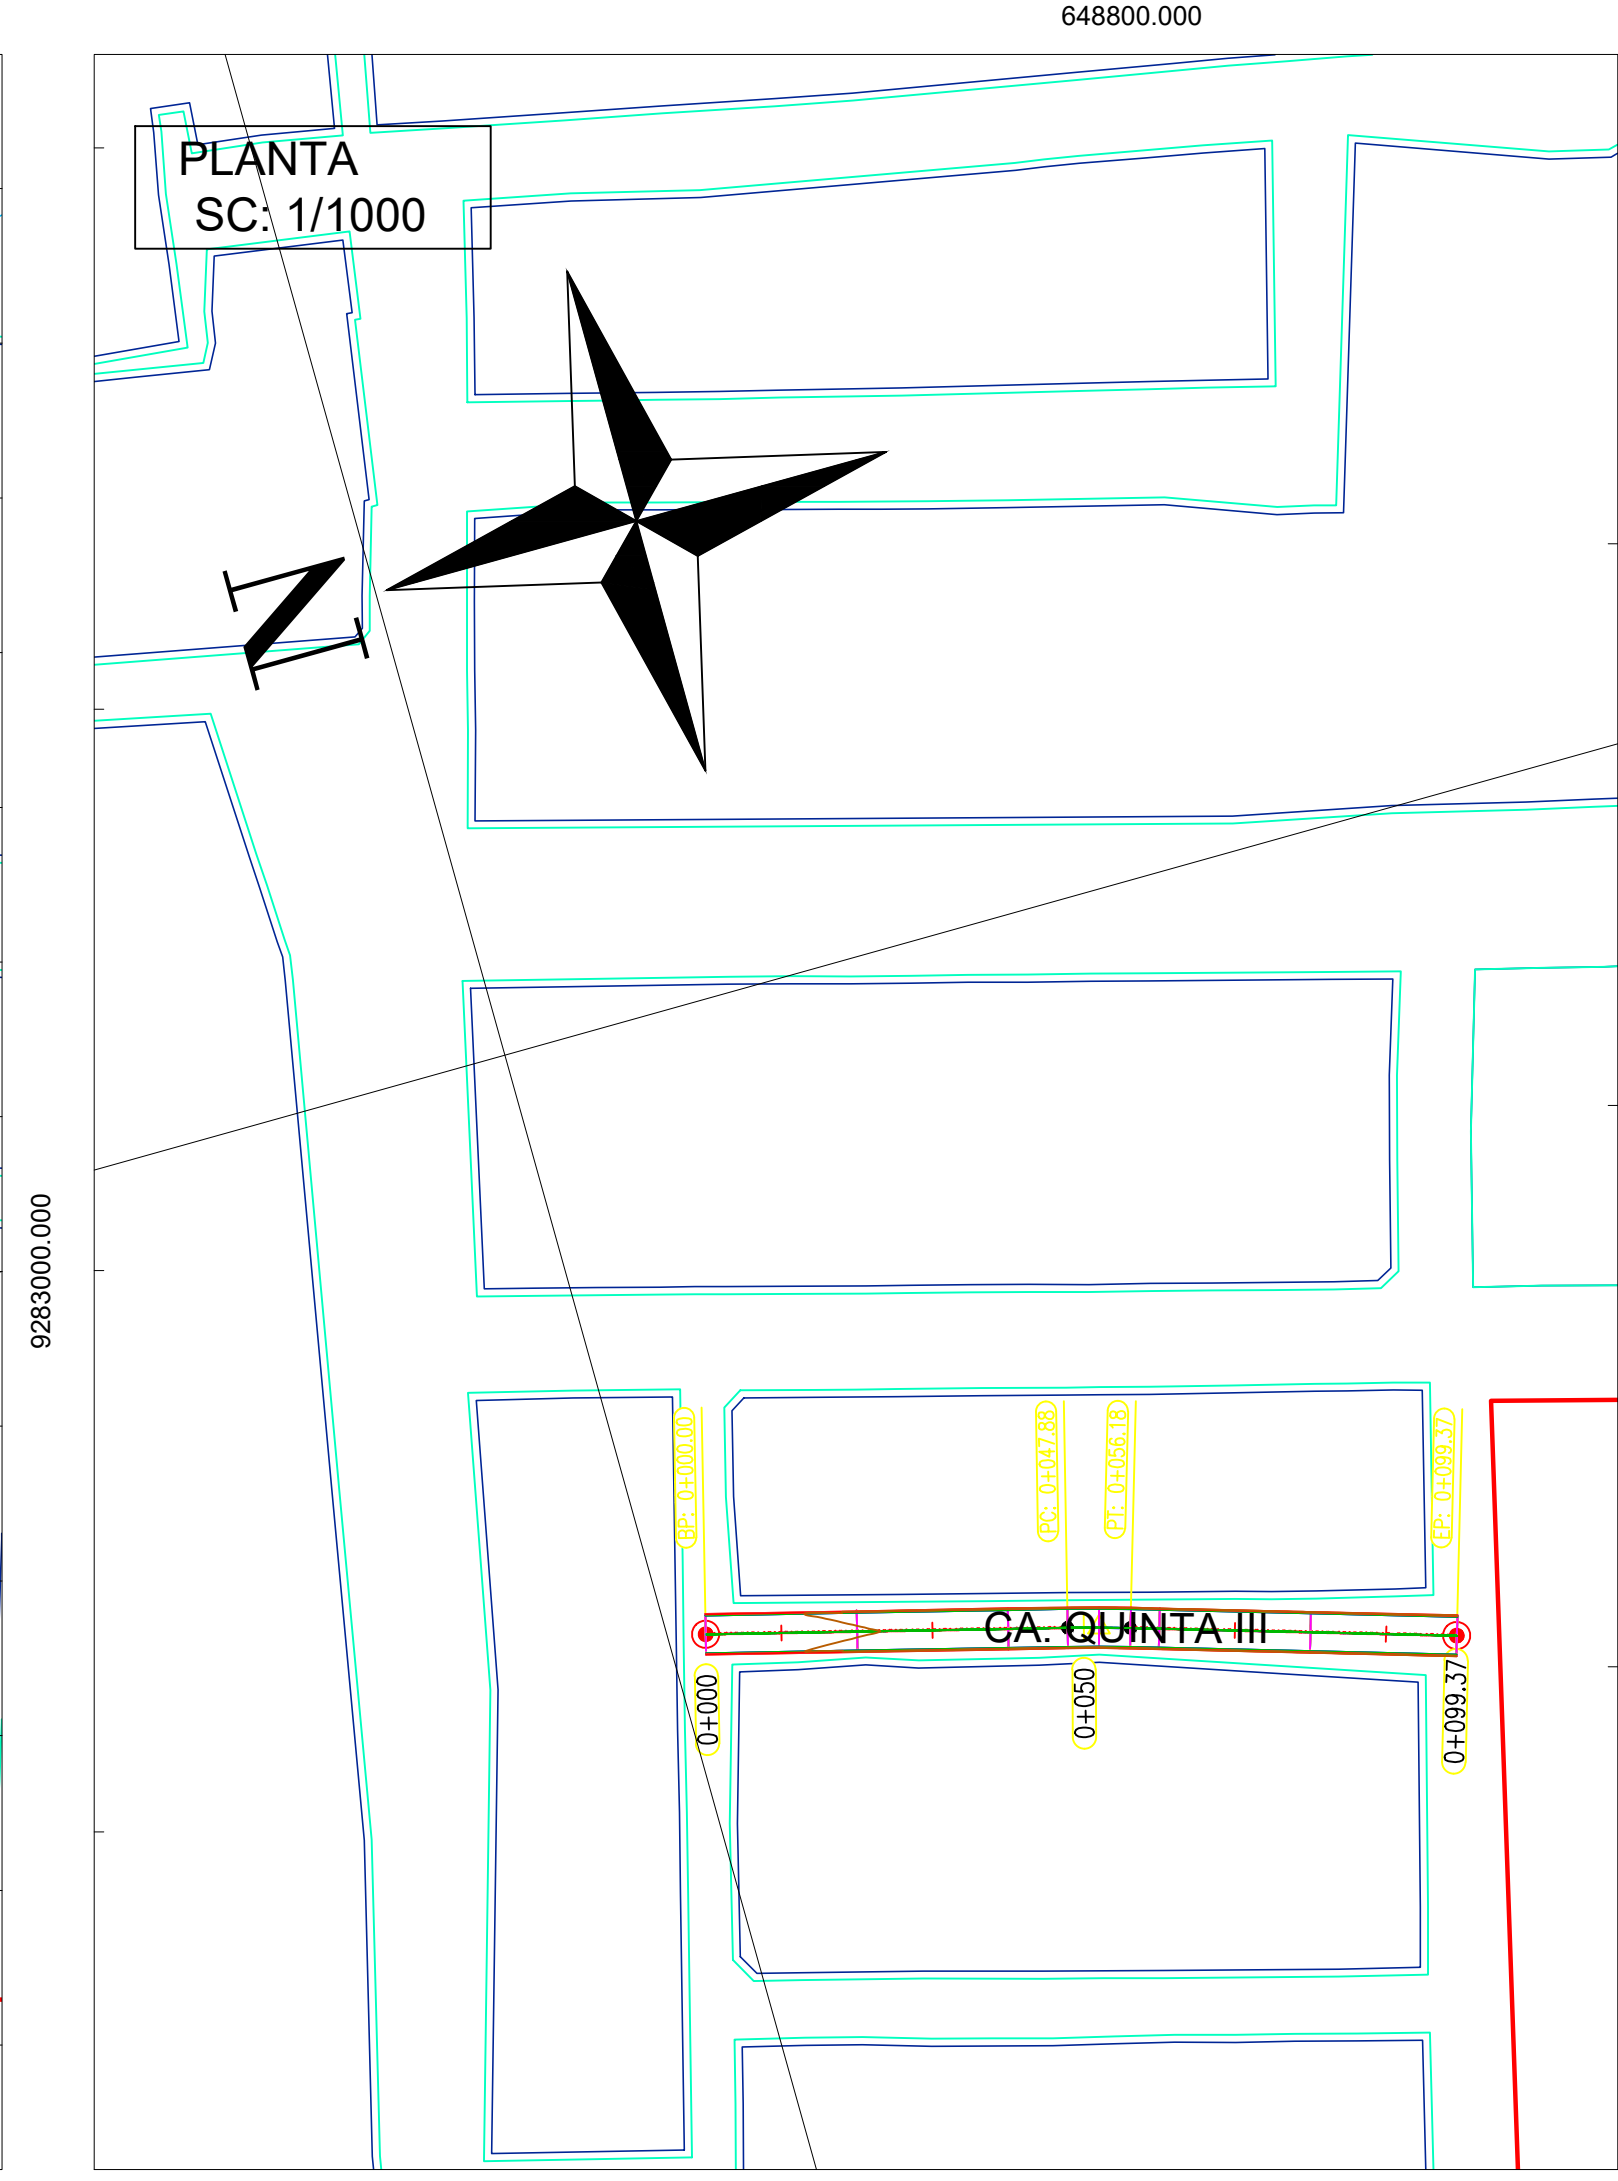 648800.000
PLANTA
SC: 1/1000
N
9283000.000
BP: 0+000.00
PC: 0+047.88
PT: 0+056.18
EP: 0+099.37
CA. QUINTA III
0+000
0+050
0+099.37